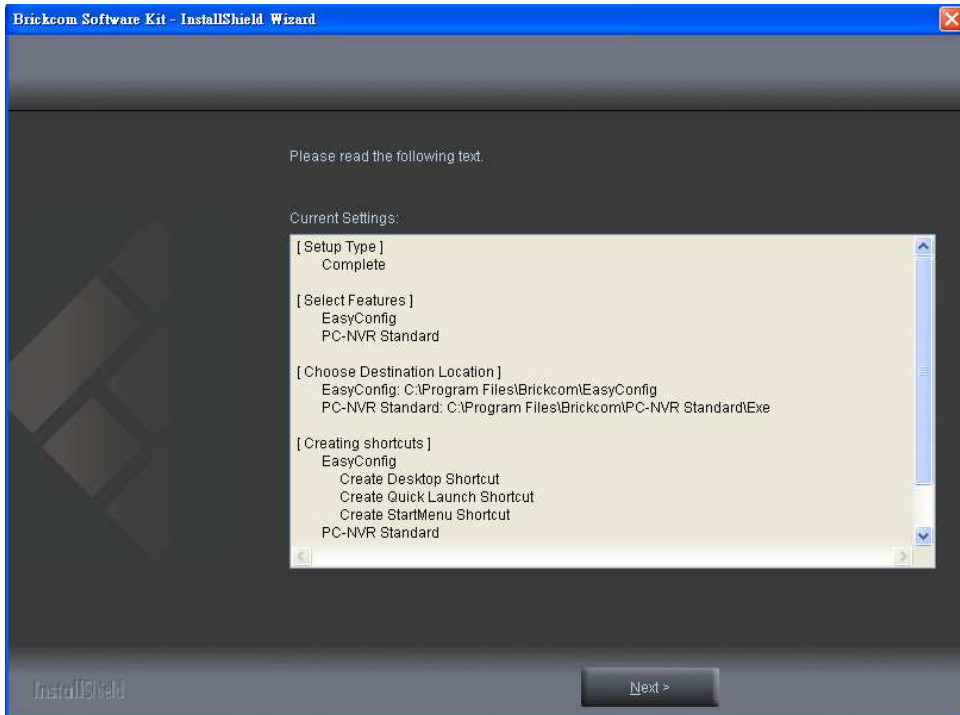 Brickcom Software Kit - InstallShield Wizard
Please read the following text.
Current Settings:
[ Setup Type ]
Complete
[ Select Features ]
EasyConfig
PC-NVR Standard
[ Choose Destination Location ]
EasyConfig: C:\Program Files\Brickcom\EasyConfig
PC-NVR Standard: C:\Program Files\Brickcom\PC-NVR Standard\Exe
[ Creating shortcuts ]
EasyConfig
Create Desktop Shortcut
Create Quick Launch Shortcut
Create StartMenu Shortcut
PC-NVR Standard
InstallShield
Next >